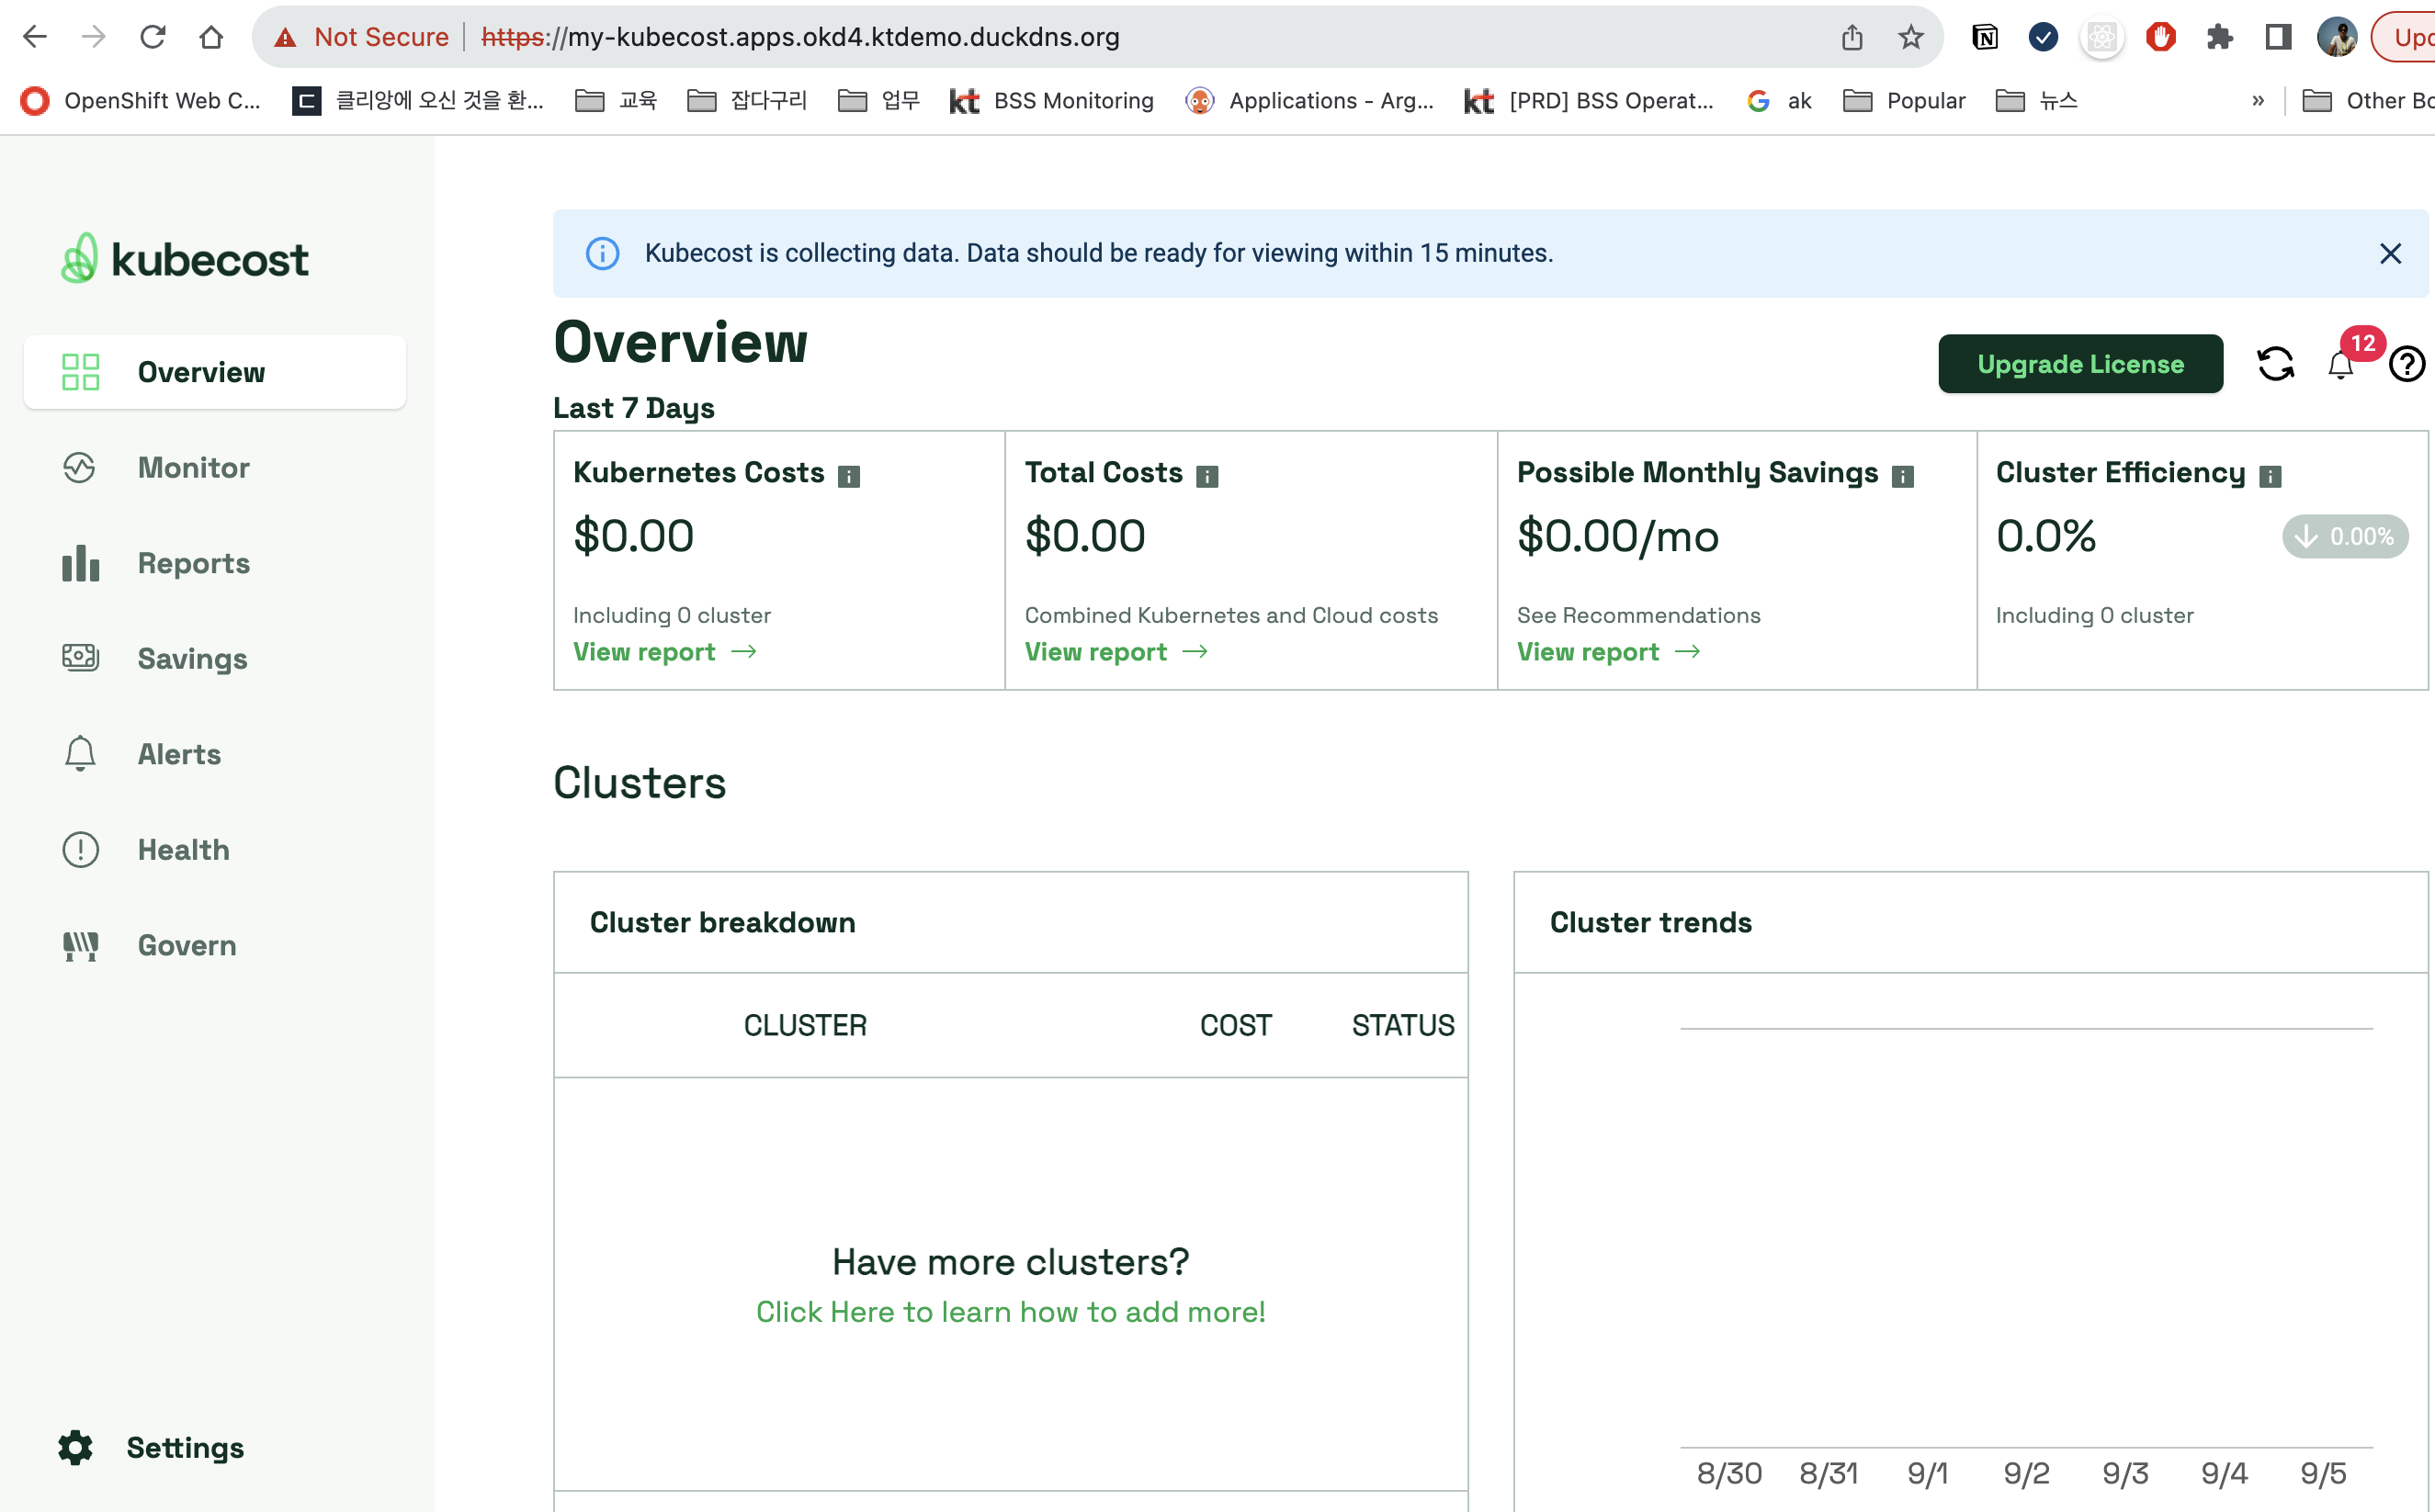 Not Secure https://my-kubecost.apps.okd4.ktdemo.duckdns.org
OpenShift Web C... 클리앙에 오신 것을 환... 교육 잡다구리 업무 kt BSS Monitoring Applications - Arg... kt [PRD] BSS Operat... ak Popular 뉴스 » Other
kubecost
Overview
Monitor
Reports
Savings
Alerts
Health
Govern
Settings
Kubecost is collecting data. Data should be ready for viewing within 15 minutes.
Overview
Upgrade License
12
Last 7 Days
Kubernetes Costs
$0.00
Including 0 cluster
View report →
Total Costs
$0.00
Combined Kubernetes and Cloud costs
View report →
Possible Monthly Savings
$0.00/mo
See Recommendations
View report →
Cluster Efficiency
0.0%
↓ 0.00%
Including 0 cluster
Clusters
Cluster breakdown
CLUSTER COST STATUS
Have more clusters?
Click Here to learn how to add more!
Cluster trends
8/30 8/31 9/1 9/2 9/3 9/4 9/5